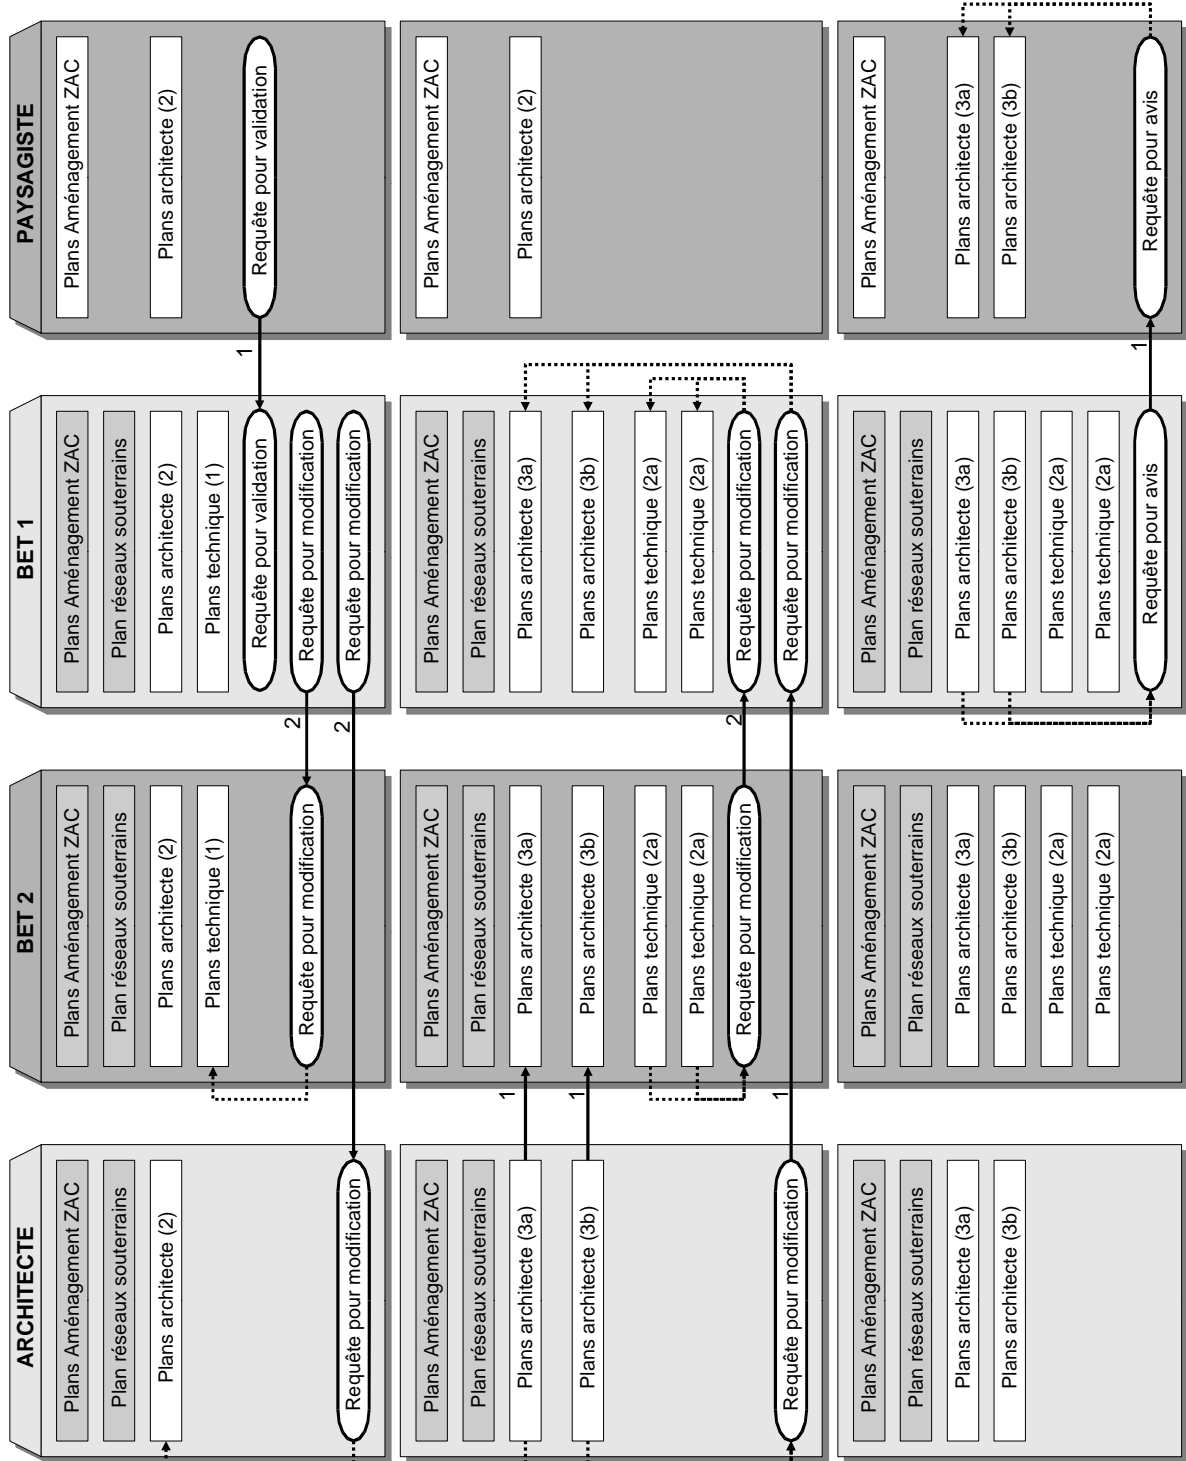 ARCHITECTE
BET 2
BET 1
PAYSAGISTE
Plans Aménagement ZAC
Plan réseaux souterrains
Plans architecte (2)
Requête pour modification
Plans Aménagement ZAC
Plan réseaux souterrains
Plans architecte (2)
Plans technique (1)
Requête pour modification
2
2
Plans Aménagement ZAC
Plan réseaux souterrains
Plans architecte (2)
Plans technique (1)
Requête pour validation
Requête pour modification
Requête pour modification
1
Plans Aménagement ZAC
Plans architecte (2)
Requête pour validation
Plans Aménagement ZAC
Plan réseaux souterrains
Plans architecte (3a)
Plans architecte (3b)
Requête pour modification
1
1
1
Plans Aménagement ZAC
Plan réseaux souterrains
Plans architecte (3a)
Plans architecte (3b)
Plans technique (2a)
Plans technique (2a)
Requête pour modification
2
Plans Aménagement ZAC
Plan réseaux souterrains
Plans architecte (3a)
Plans architecte (3b)
Plans technique (2a)
Plans technique (2a)
Requête pour modification
Requête pour modification
Plans Aménagement ZAC
Plans architecte (2)
Plans Aménagement ZAC
Plan réseaux souterrains
Plans architecte (3a)
Plans architecte (3b)
Plans Aménagement ZAC
Plan réseaux souterrains
Plans architecte (3a)
Plans architecte (3b)
Plans technique (2a)
Plans technique (2a)
Plans Aménagement ZAC
Plan réseaux souterrains
Plans architecte (3a)
Plans architecte (3b)
Plans technique (2a)
Plans technique (2a)
Requête pour avis
1
Plans Aménagement ZAC
Plans architecte (3a)
Plans architecte (3b)
Requête pour avis